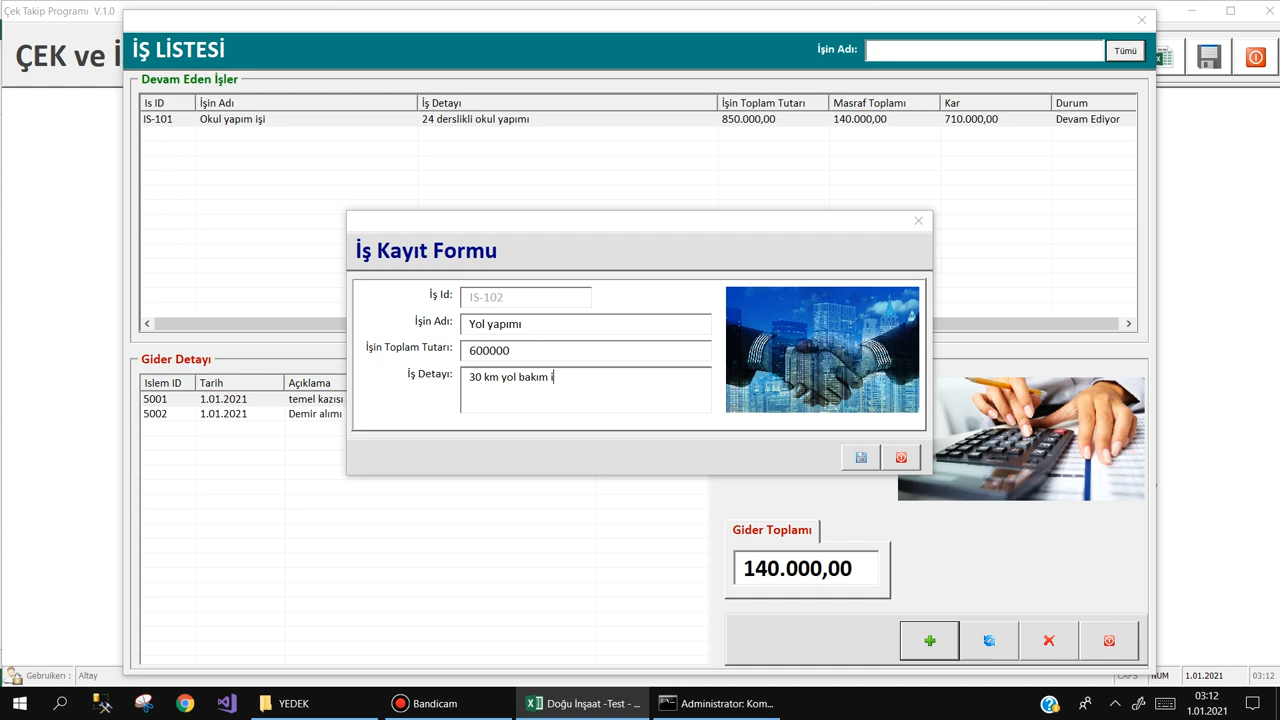 Çek Takip Programı V.1.0
ÇEK ve İ
İŞ LİSTESİ
İşin Adı:
Tümü
Devam Eden İşler
Is ID İşin Adı İş Detayı İşin Toplam Tutarı Masraf Toplamı Kar Durum
IS-101 Okul yapım işi 24 derslikli okul yapımı 850.000,00 140.000,00 710.000,00 Devam Ediyor
İş Kayıt Formu
İş Id: IS-102
İşin Adı: Yol yapımı
İşin Toplam Tutarı: 600000
İş Detayı: 30 km yol bakım i
Gider Detayı
Islem ID Tarih Açıklama
5001 1.01.2021 temel kazısı
5002 1.01.2021 Demir alımı
Gider Toplamı
140.000,00
Gebruikerı : Altay
CAPS NUM 1.01.2021 03:12
YEDEK
Bandicam
Doğu İnşaat -Test - ...
Administrator: Kom...
03:12
1.01.2021